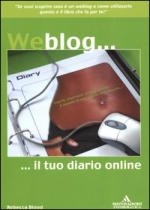 "Se vuoi scoprire cosa è un weblog e come utilizzarlo
questo è il libro che fa per te!"
Weblog...
Diary
... il tuo diario online
Rebecca Blood
MONDADORI